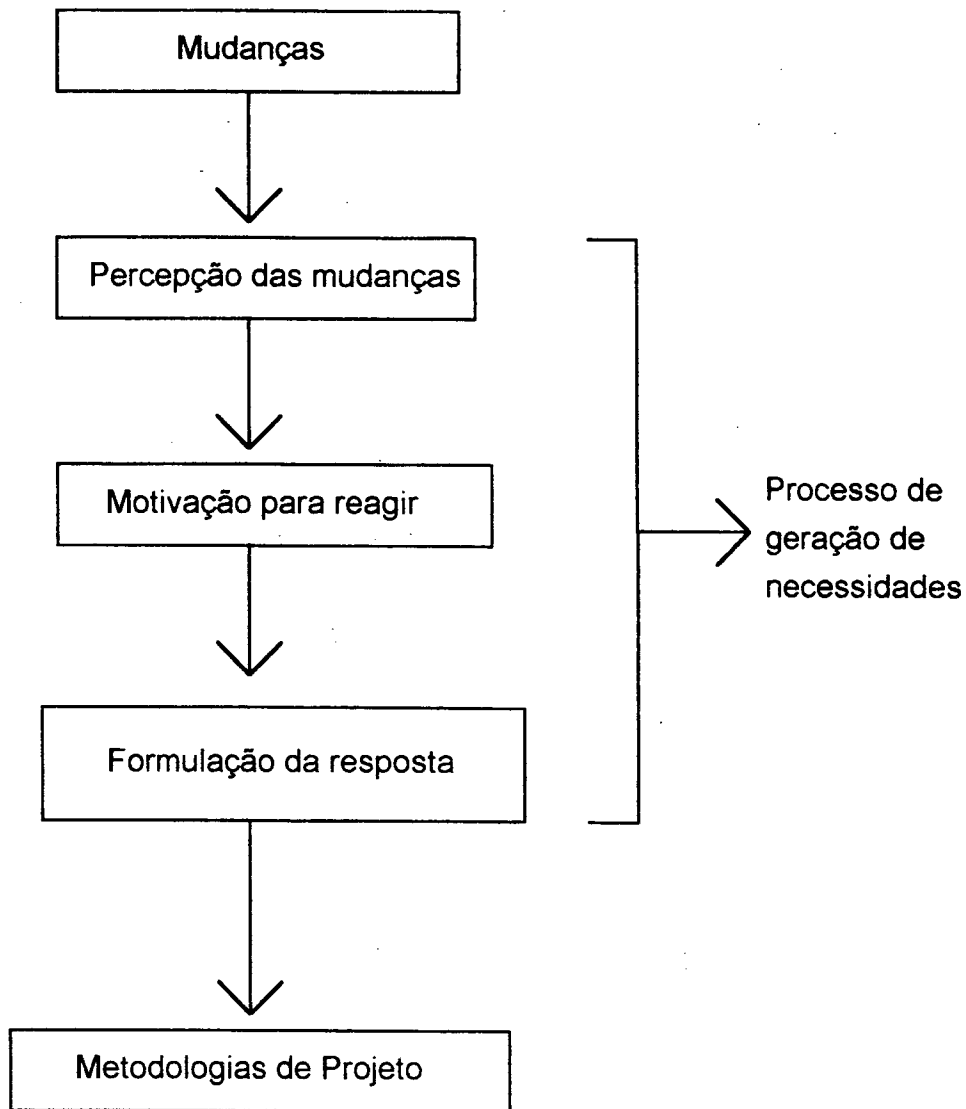 Mudanças
Percepção das mudanças
Motivação para reagir
Processo de
geração de
necessidades
Formulação da resposta
Metodologias de Projeto